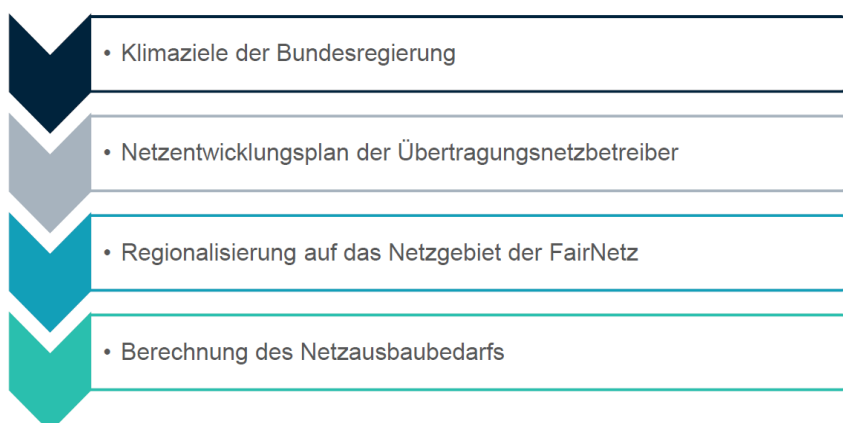 • Klimaziele der Bundesregierung
• Netzentwicklungsplan der Übertragungsnetzbetreiber
• Regionalisierung auf das Netzgebiet der FairNetz
• Berechnung des Netzausbaubedarfs